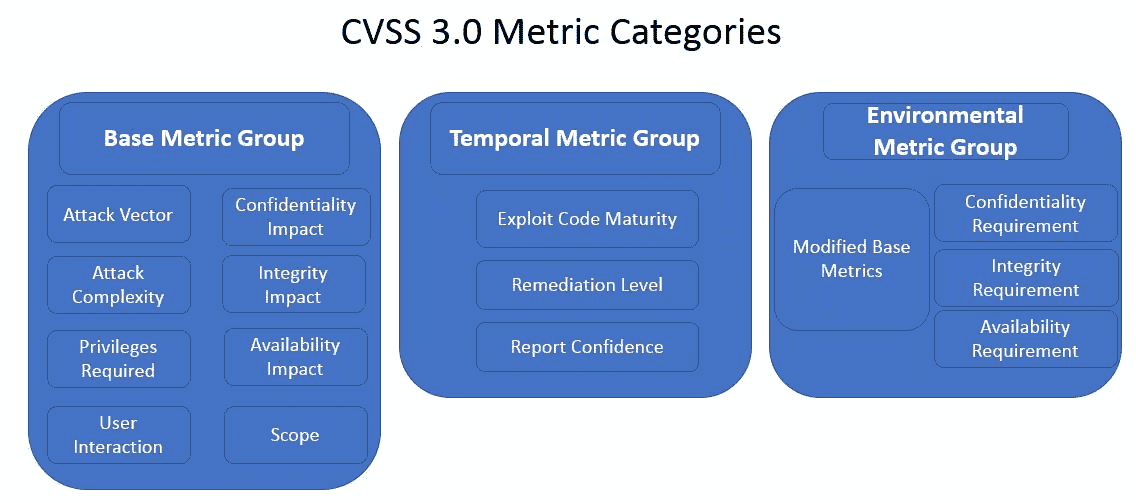 CVSS 3.0 Metric Categories
Base Metric Group
Attack Vector
Confidentiality
Impact
Attack
Complexity
Integrity
Impact
Privileges
Required
Availability
Impact
User
Interaction
Scope
Temporal Metric Group
Exploit Code Maturity
Remediation Level
Report Confidence
Environmental
Metric Group
Modified Base
Metrics
Confidentiality
Requirement
Integrity
Requirement
Availability
Requirement